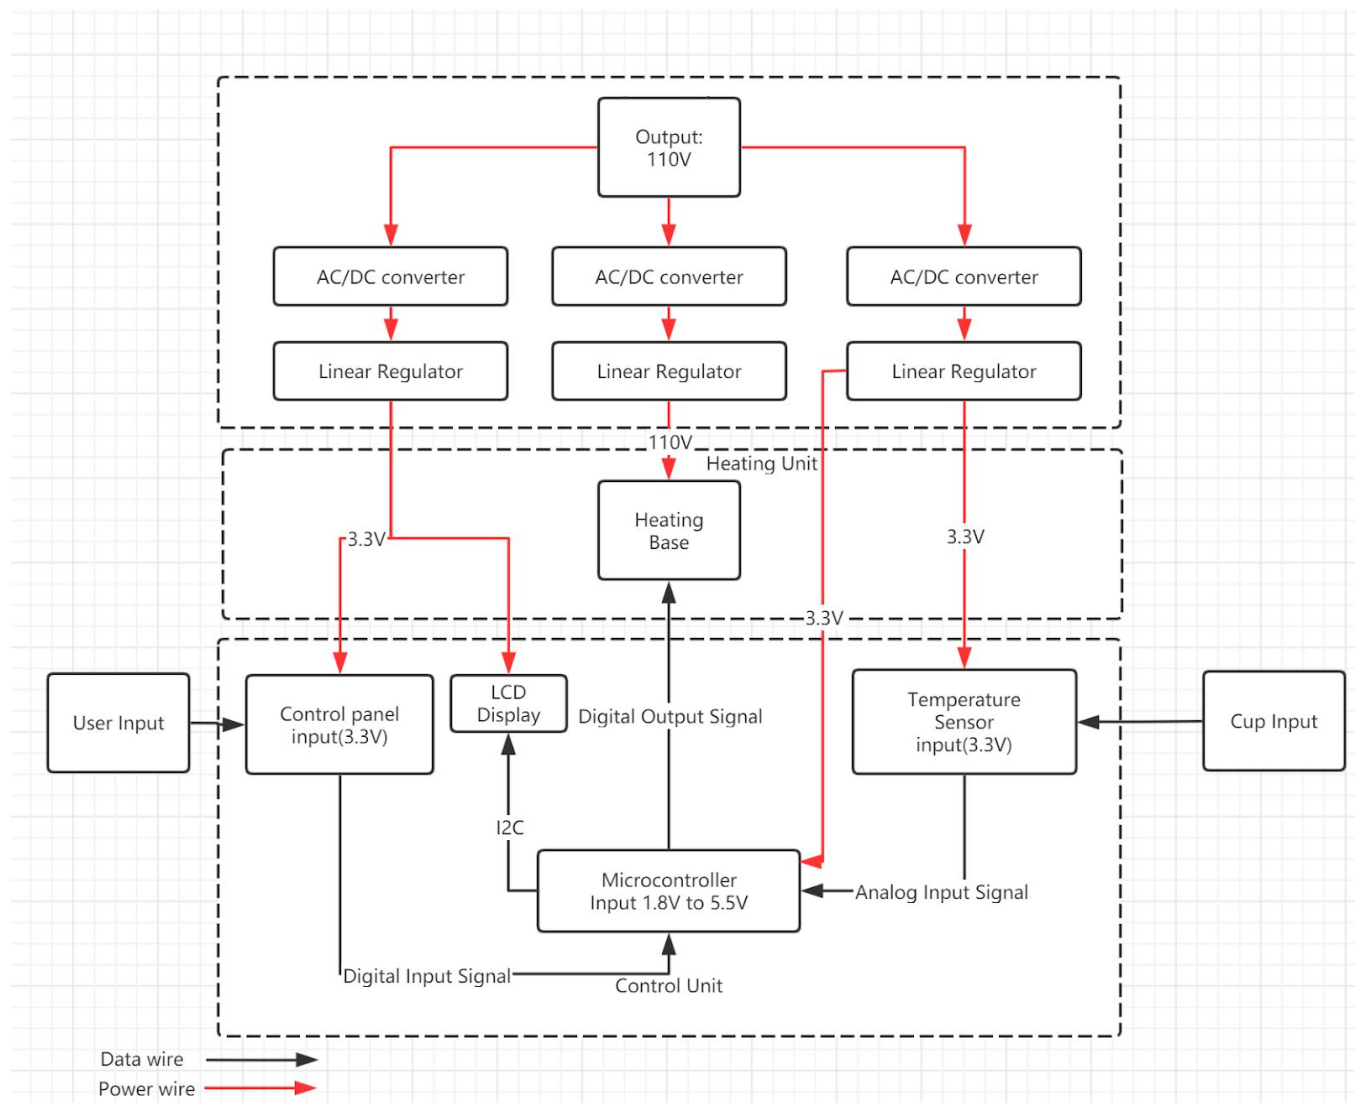 Output:
110V
AC/DC converter
AC/DC converter
AC/DC converter
Linear Regulator
Linear Regulator
Linear Regulator
110V
Heating Unit
Heating
Base
3.3V
3.3V
3.3V
User Input
Control panel
input(3.3V)
LCD
Display
Digital Output Signal
Temperature
Sensor
input(3.3V)
Cup Input
I2C
Microcontroller
Input 1.8V to 5.5V
Analog Input Signal
Digital Input Signal
Control Unit
Data wire
Power wire